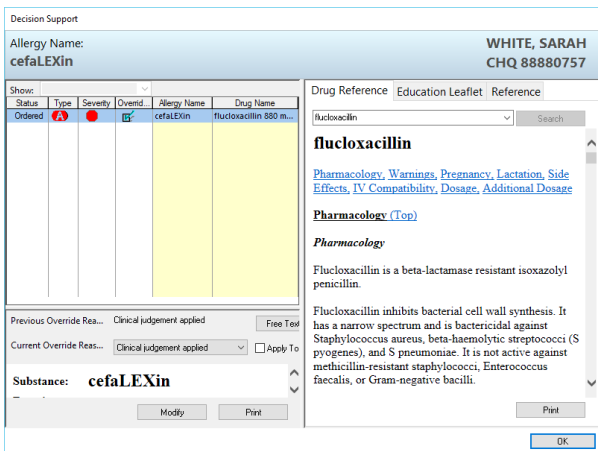 Decision Support
Allergy Name:
cefaLEXin
WHITE, SARAH
CHQ 88880757
Show:
Status Type Severity Overrid... Allergy Name Drug Name
Ordered A cefaLEXin flucloxacillin 880 m...
Previous Override Rea... Clinical judgement applied Free Text
Current Override Reas... Clinical judgement applied Apply To
Substance: cefaLEXin
Modify Print
Drug Reference Education Leaflet Reference
flucloxacillin Search
flucloxacillin
Pharmacology, Warnings, Pregnancy, Lactation, Side
Effects, IV Compatibility, Dosage, Additional Dosage
Pharmacology (Top)
Pharmacology
Flucloxacillin is a beta-lactamase resistant isoxazolyl
penicillin.
Flucloxacillin inhibits bacterial cell wall synthesis. It
has a narrow spectrum and is bactericidal against
Staphylococcus aureus, beta-haemolytic streptococci (S
pyogenes), and S pneumoniae. It is not active against
methicillin-resistant staphylococci, Enterococcus
faecalis, or Gram-negative bacilli.
Print
OK